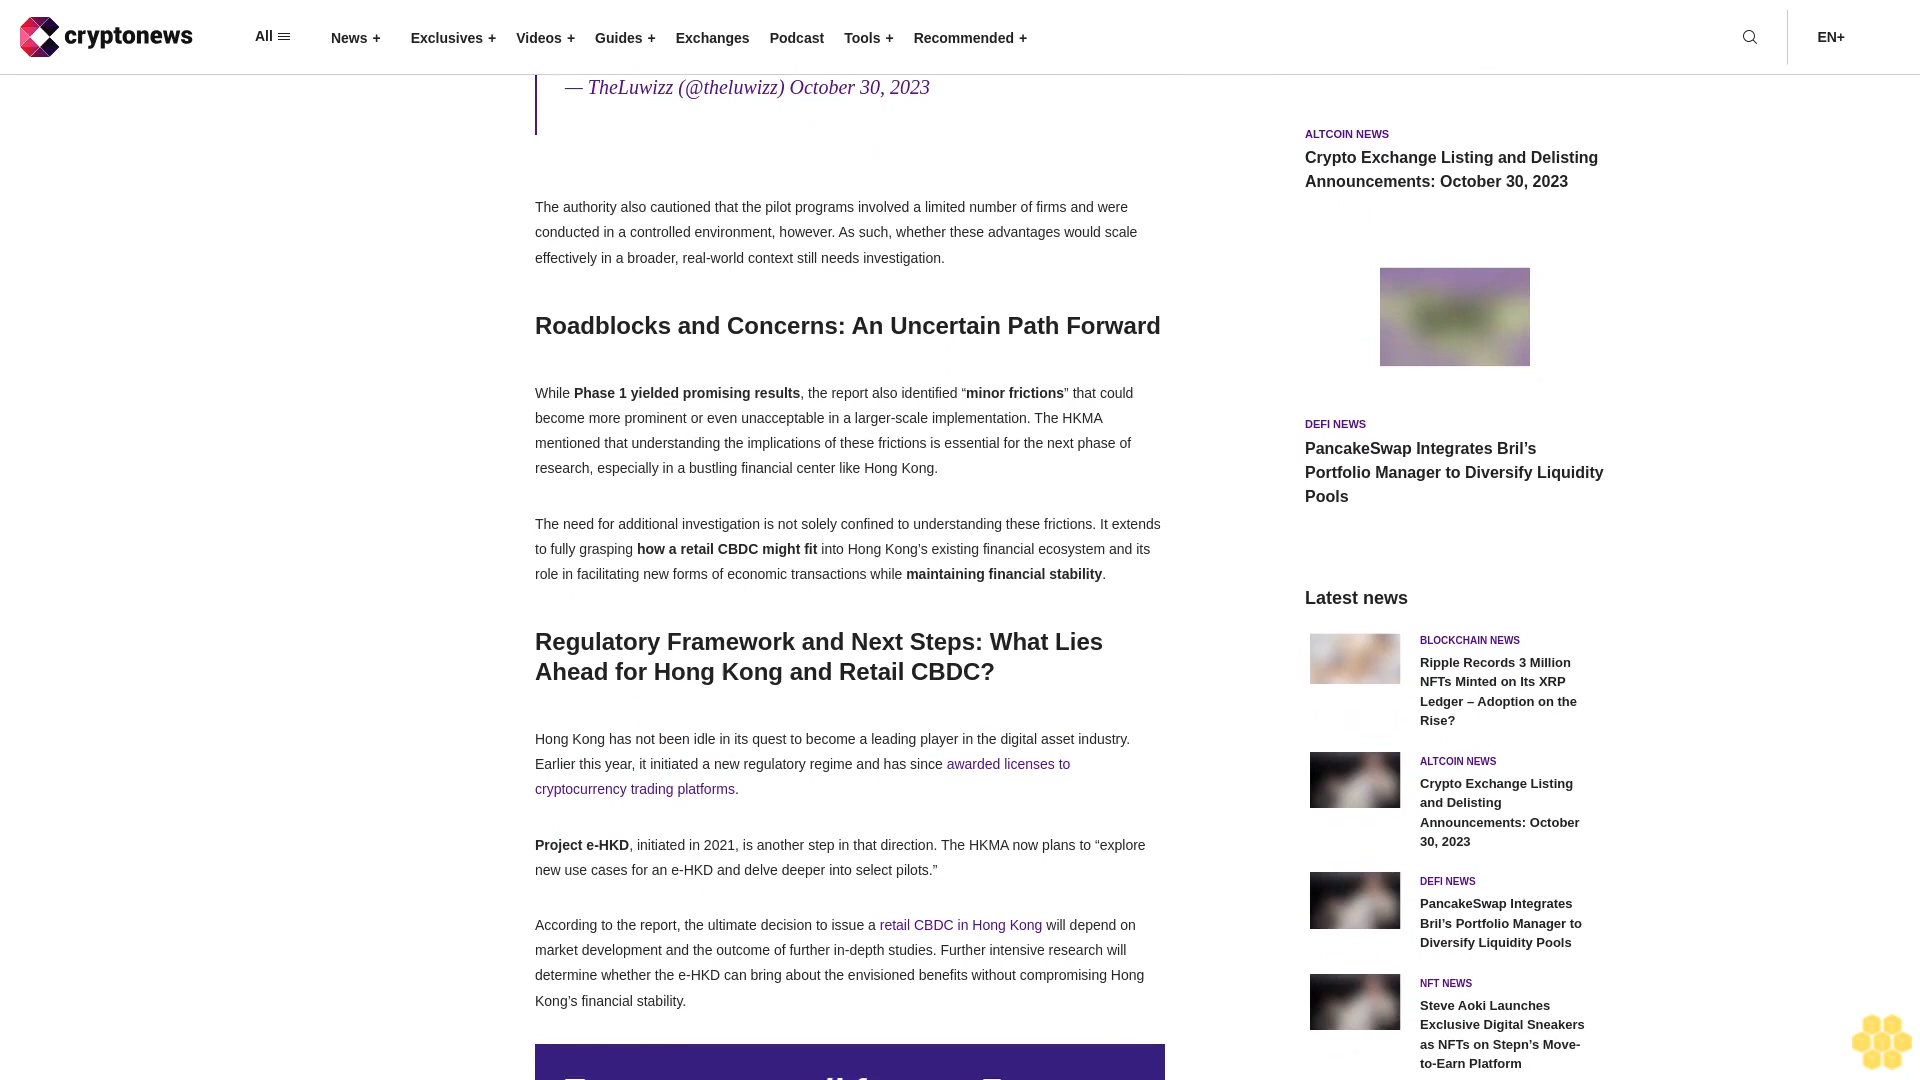 cryptonews
All
News +
Exclusives +
Videos +
Guides +
Exchanges
Podcast
Tools +
Recommended +
EN+
— TheLuwizz (@theluwizz) October 30, 2023
The authority also cautioned that the pilot programs involved a limited number of firms and were
conducted in a controlled environment, however. As such, whether these advantages would scale
effectively in a broader, real-world context still needs investigation.
Roadblocks and Concerns: An Uncertain Path Forward
While Phase 1 yielded promising results, the report also identified “minor frictions” that could
become more prominent or even unacceptable in a larger-scale implementation. The HKMA
mentioned that understanding the implications of these frictions is essential for the next phase of
research, especially in a bustling financial center like Hong Kong.
The need for additional investigation is not solely confined to understanding these frictions. It extends
to fully grasping how a retail CBDC might fit into Hong Kong’s existing financial ecosystem and its
role in facilitating new forms of economic transactions while maintaining financial stability.
Regulatory Framework and Next Steps: What Lies
Ahead for Hong Kong and Retail CBDC?
Hong Kong has not been idle in its quest to become a leading player in the digital asset industry.
Earlier this year, it initiated a new regulatory regime and has since awarded licenses to
cryptocurrency trading platforms.
Project e-HKD, initiated in 2021, is another step in that direction. The HKMA now plans to “explore
new use cases for an e-HKD and delve deeper into select pilots.”
According to the report, the ultimate decision to issue a retail CBDC in Hong Kong will depend on
market development and the outcome of further in-depth studies. Further intensive research will
determine whether the e-HKD can bring about the envisioned benefits without compromising Hong
Kong’s financial stability.
ALTCOIN NEWS
Crypto Exchange Listing and Delisting
Announcements: October 30, 2023
DEFI NEWS
PancakeSwap Integrates Bril’s
Portfolio Manager to Diversify Liquidity
Pools
Latest news
BLOCKCHAIN NEWS
Ripple Records 3 Million
NFTs Minted on Its XRP
Ledger – Adoption on the
Rise?
ALTCOIN NEWS
Crypto Exchange Listing
and Delisting
Announcements: October
30, 2023
DEFI NEWS
PancakeSwap Integrates
Bril’s Portfolio Manager to
Diversify Liquidity Pools
NFT NEWS
Steve Aoki Launches
Exclusive Digital Sneakers
as NFTs on Stepn’s Move-
to-Earn Platform